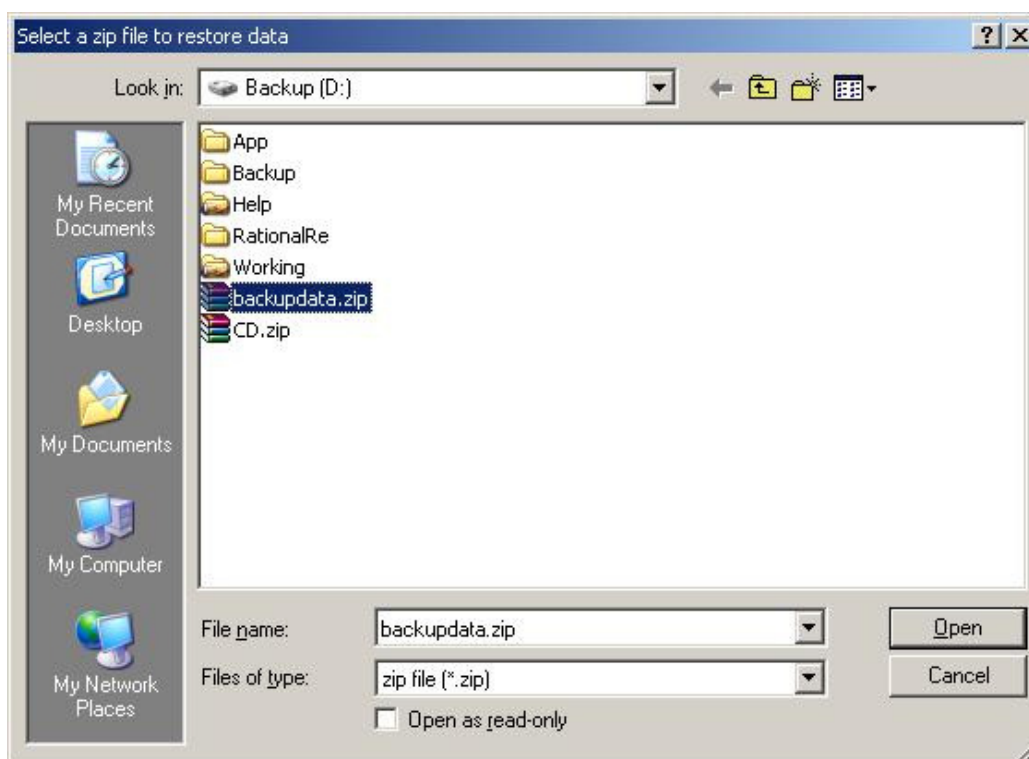 Select a zip file to restore data
Look in:
Backup (D:)
My Recent
Documents
Desktop
My Documents
My Computer
My Network
Places
App
Backup
Help
RationalRe
Working
backupdata.zip
CD.zip
File name:
backupdata.zip
Open
Files of type:
zip file (*.zip)
Cancel
Open as read-only